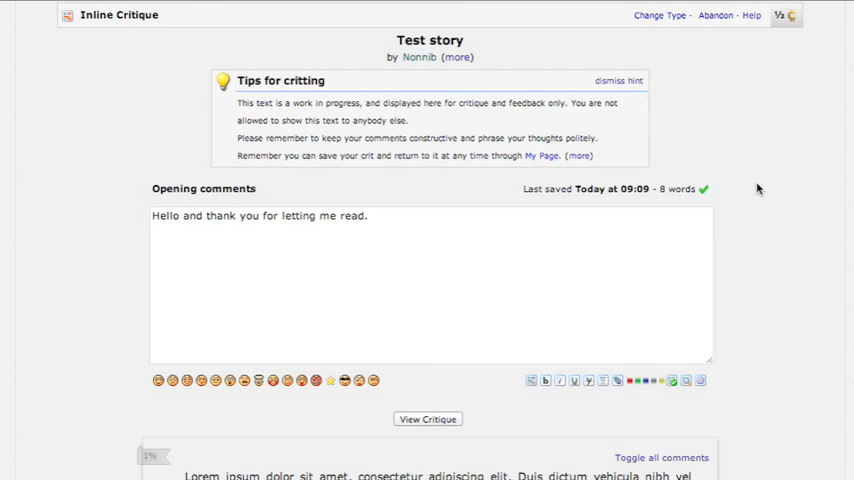 Inline Critique
Change Type - Abandon - Help
½
Test story
by Nonnib (more)
Tips for critting
dismiss hint
This text is a work in progress, and displayed here for critique and feedback only. You are not
allowed to show this text to anybody else.
Please remember to keep your comments constructive and phrase your thoughts politely.
Remember you can save your crit and return to it at any time through My Page. (more)
Opening comments
Last saved Today at 09:09 - 8 words
Hello and thank you for letting me read.
b i U y
View Critique
1%
Toggle all comments
Lorem ipsum dolor sit amet, consectetur adipiscing elit. Duis dictum vehicula nibh vel